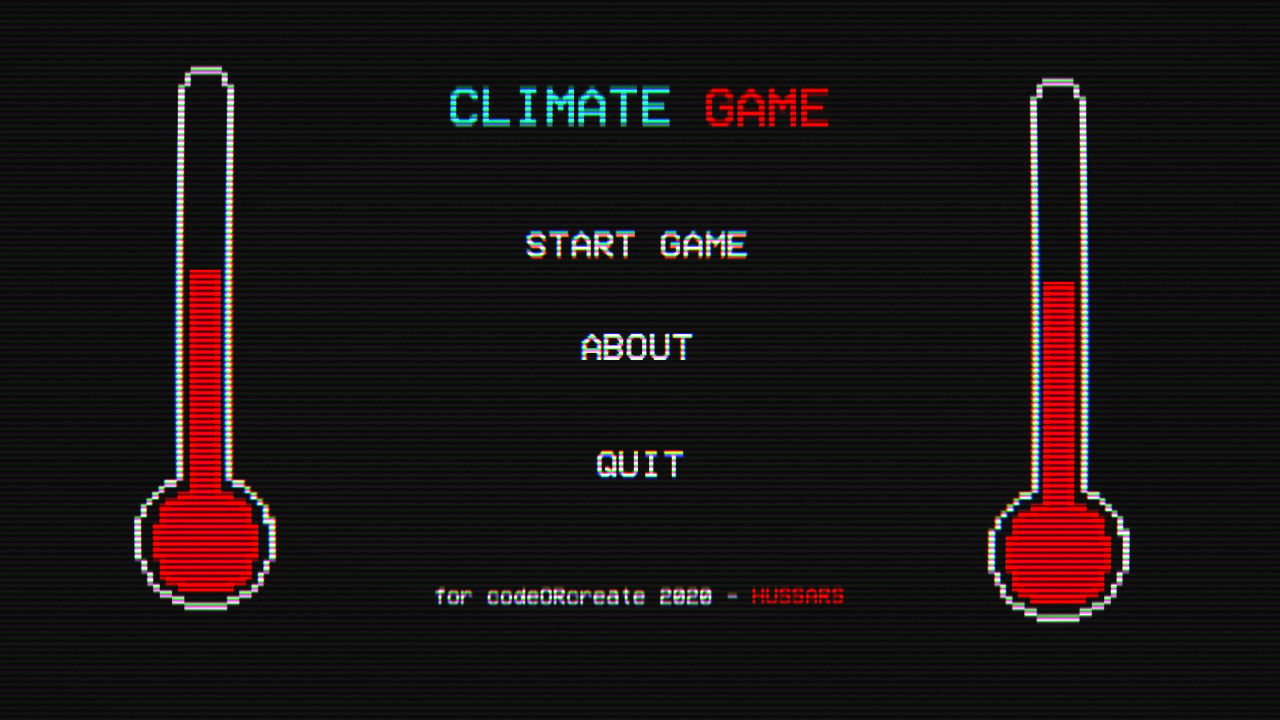 CLIMATE GAME
START GAME
ABOUT
QUIT
for codeORcreate 2020 - HUSSARS